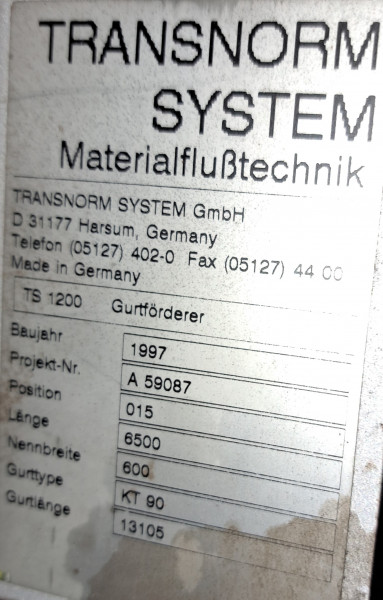 TRANSNORM
SYSTEM
Materialflußtechnik
TRANSNORM SYSTEM GmbH
D 31177 Harsum, Germany
Telefon (05127) 402-0 Fax (05127) 44 00
Made in Germany
TS 1200 Gurtförderer
Baujahr 1997
Projekt-Nr. A 59087
Position 015
Länge 6500
Nennbreite 600
Gurttype KT 90
Gurtlänge 13105